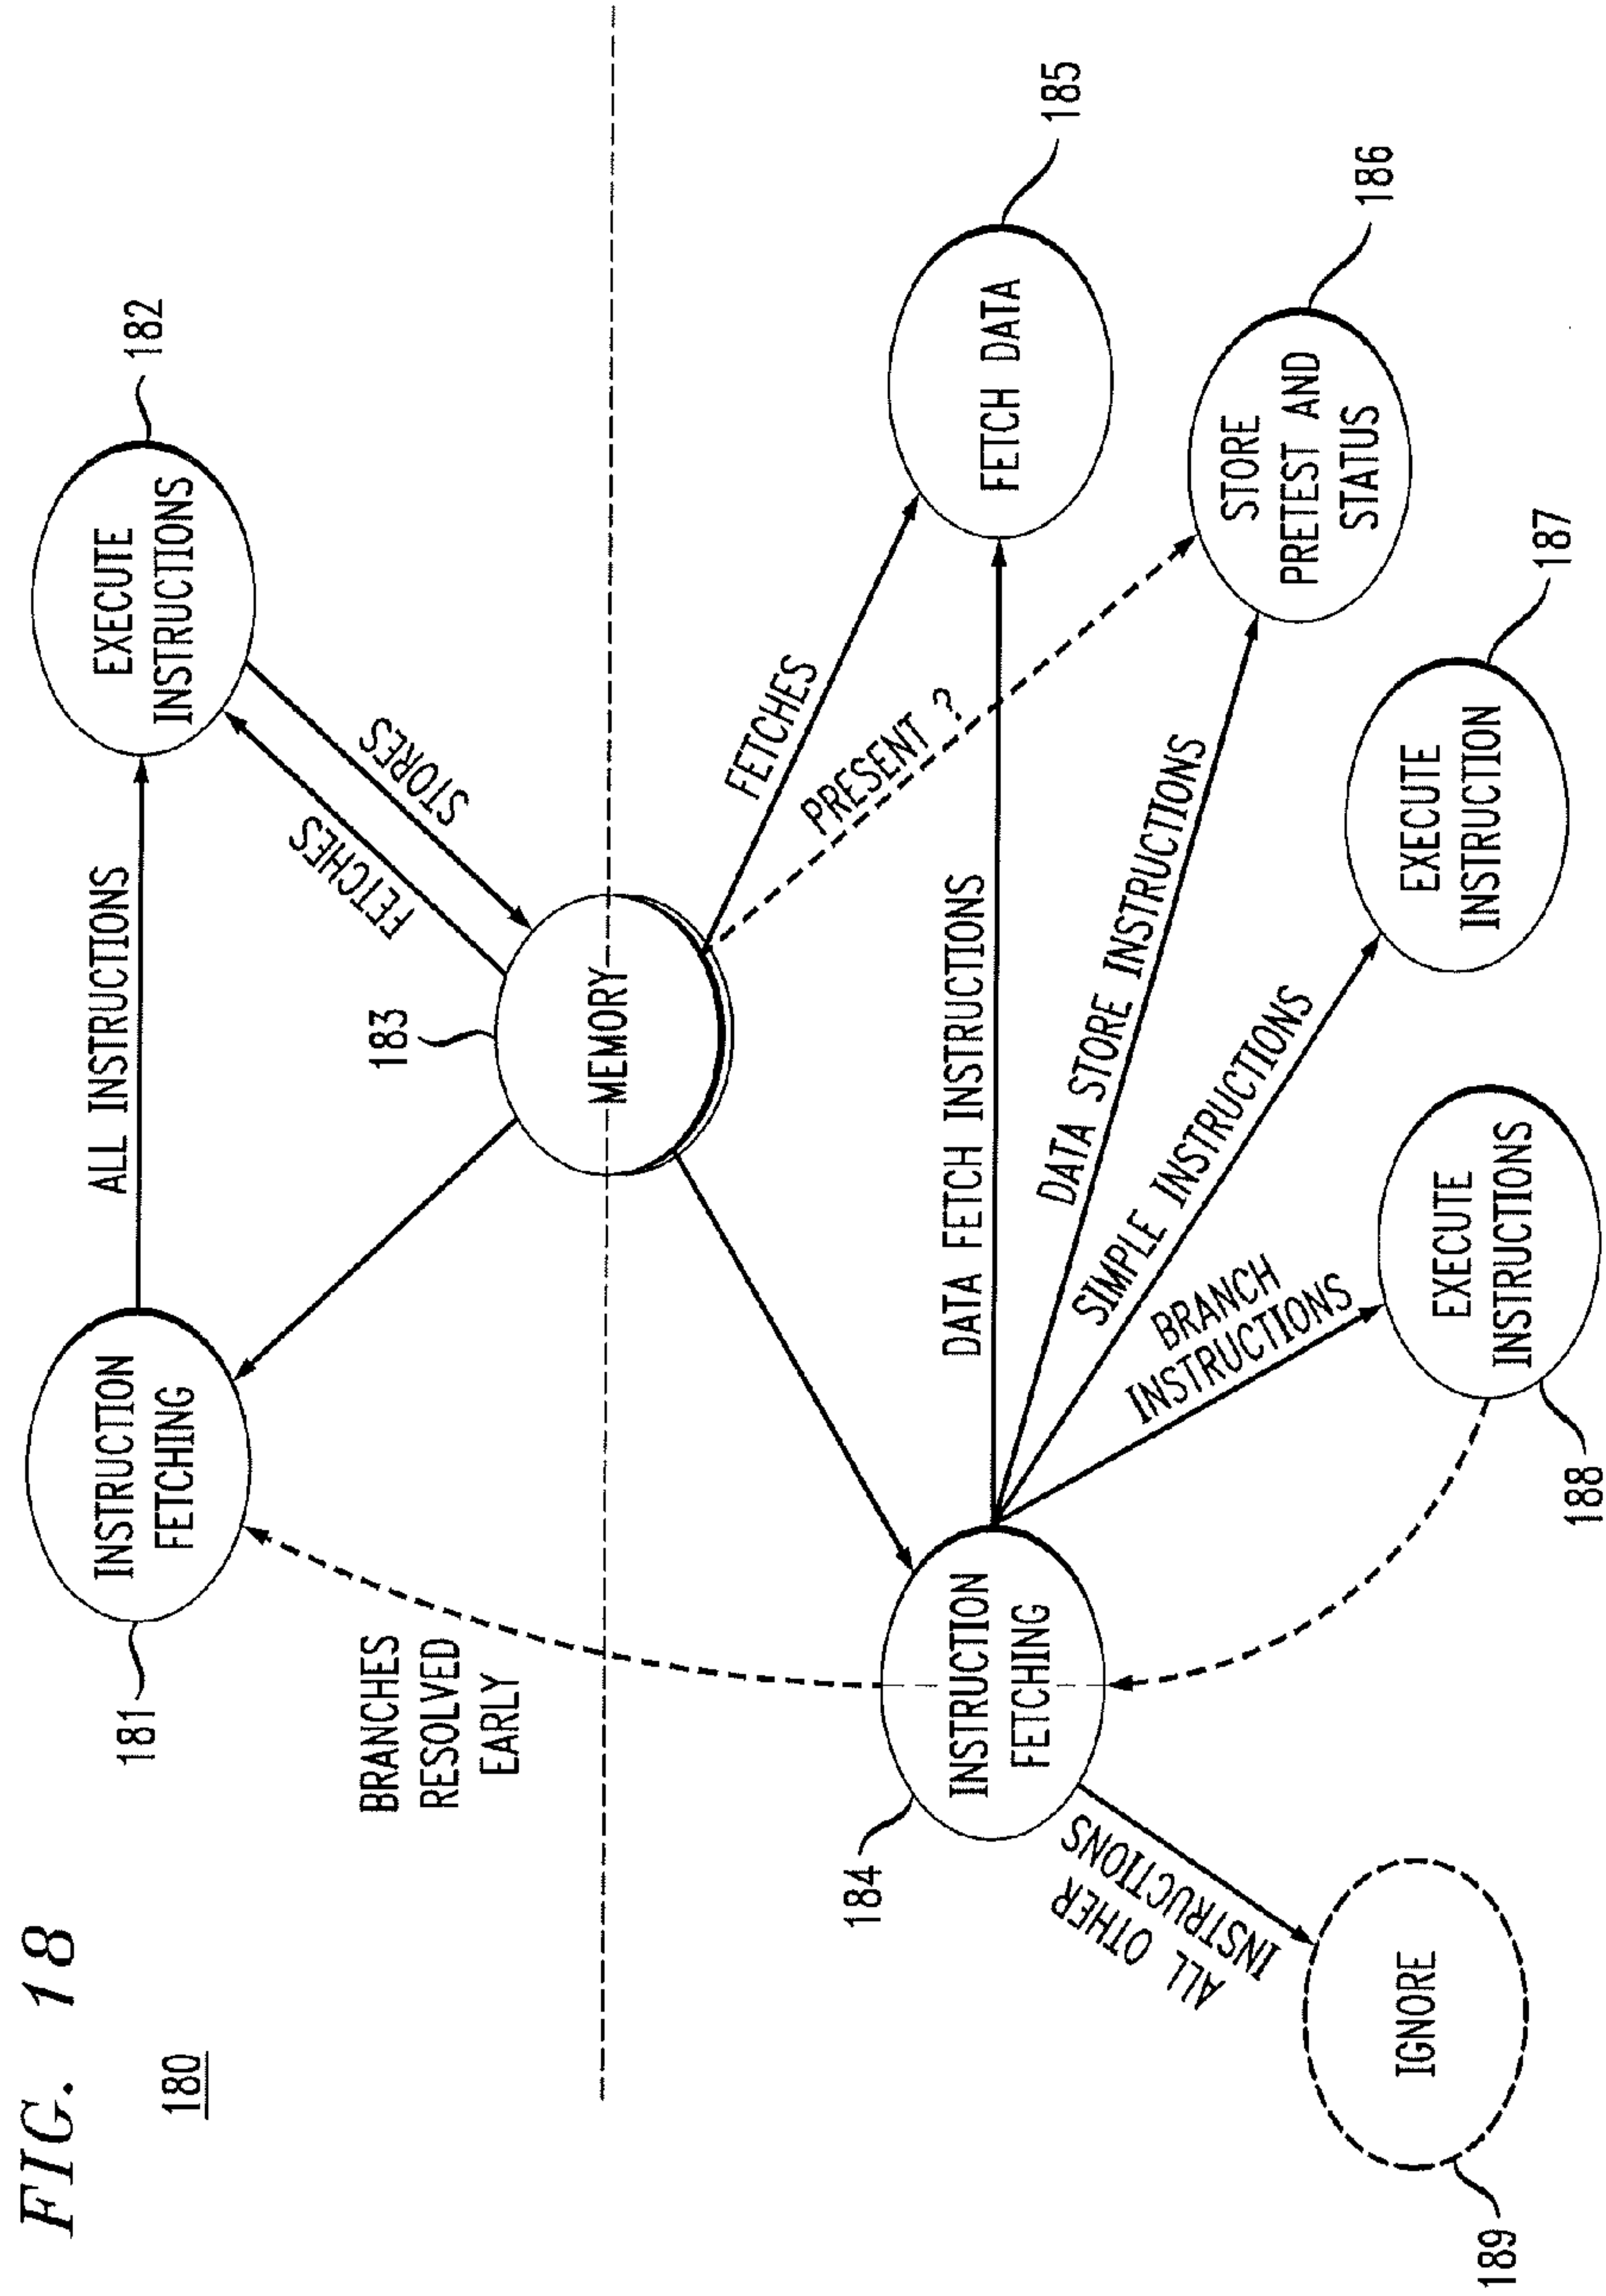 FIG. 18
180
181
INSTRUCTION
FETCHING
ALL INSTRUCTIONS
EXECUTE
INSTRUCTIONS
182
FETCHES
STORES
183
MEMORY
BRANCHES
RESOLVED
EARLY
FETCHES
PRESENT ?
184
INSTRUCTION
FETCHING
DATA FETCH INSTRUCTIONS
FETCH DATA
185
DATA STORE INSTRUCTIONS
STORE
PRETEST AND
STATUS
186
SIMPLE INSTRUCTIONS
EXECUTE
INSTRUCTION
187
BRANCH
INSTRUCTIONS
EXECUTE
INSTRUCTIONS
188
ALL OTHER
INSTRUCTIONS
IGNORE
189